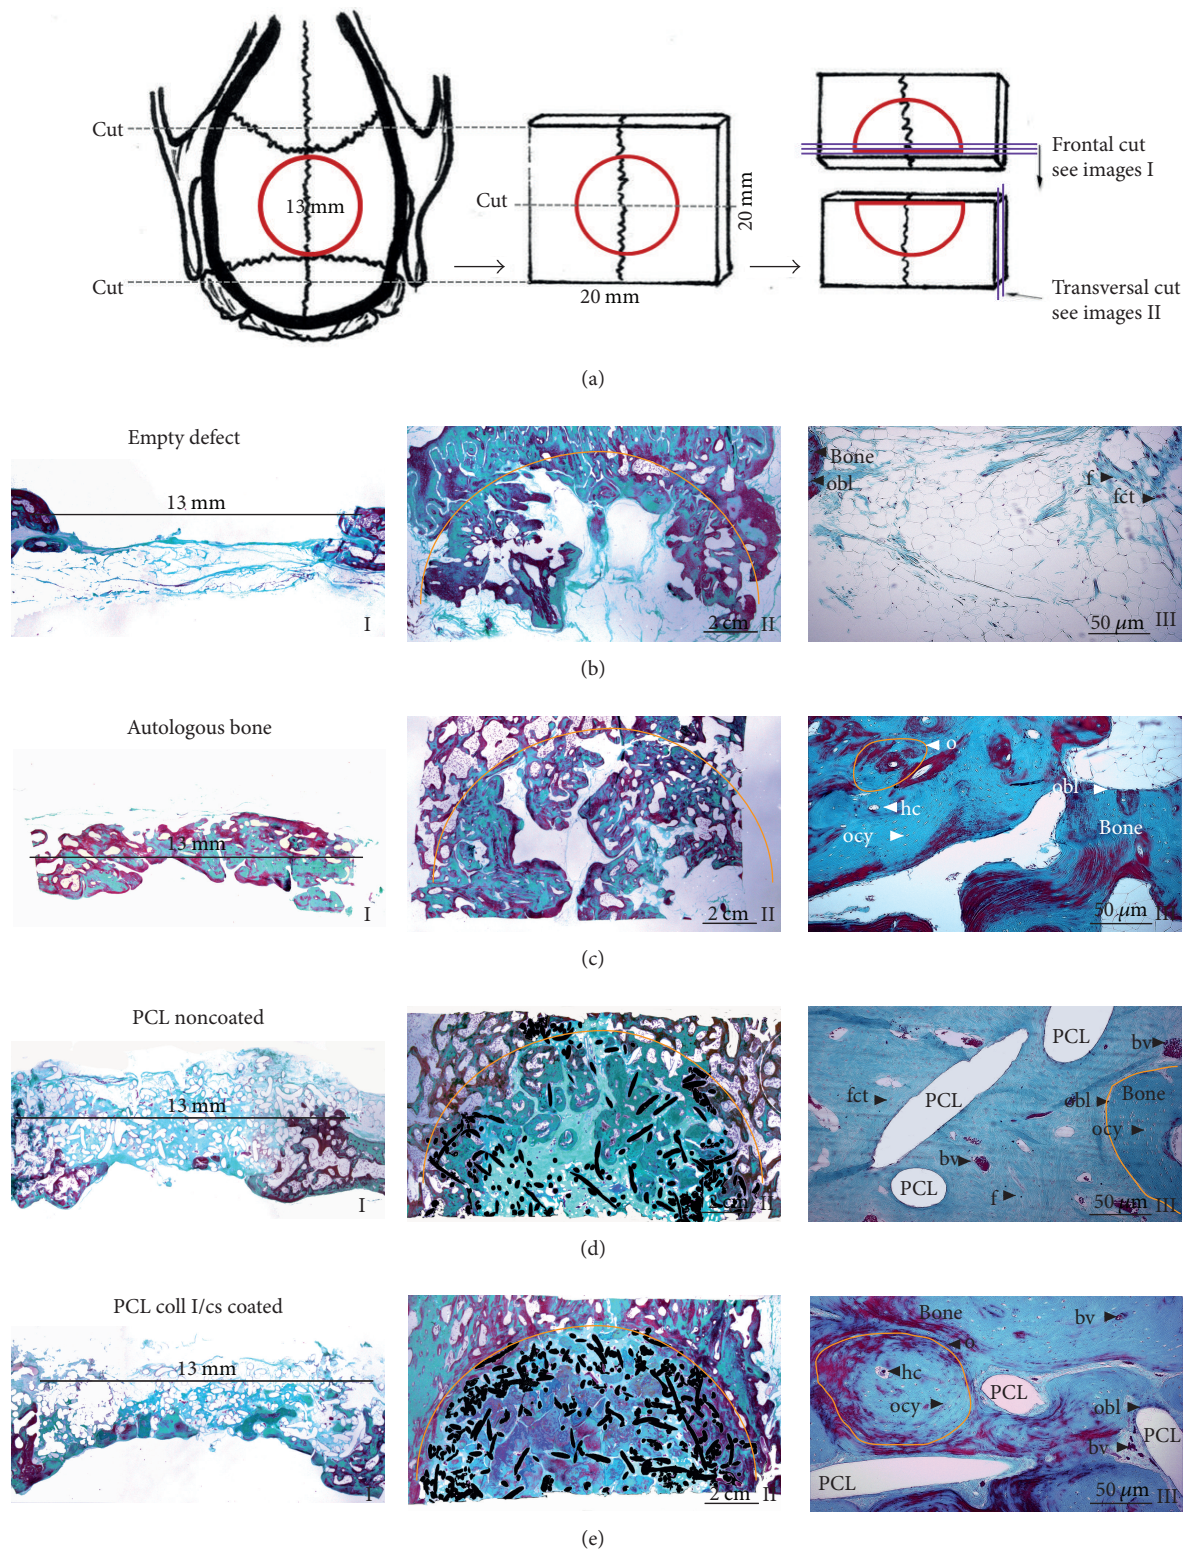 Cut
13 mm
Cut
Cut
20 mm
20 mm
Frontal cut
see images I
Transversal cut
see images II
(a)
Empty defect
13 mm
I
2 cm
II
Bone
obl
f
fct
50 μm
III
(b)
Autologous bone
13 mm
I
2 cm
II
o
hc
ocy
obl
Bone
50 μm
III
(c)
PCL noncoated
13 mm
I
II
PCL
bv
fct
PCL
obl
Bone
ocy
bv
PCL
f
50 μm
III
(d)
PCL coll I/cs coated
13 mm
I
2 cm
II
Bone
bv
o
hc
PCL
ocy
obl
PCL
bv
PCL
50 μm
III
(e)